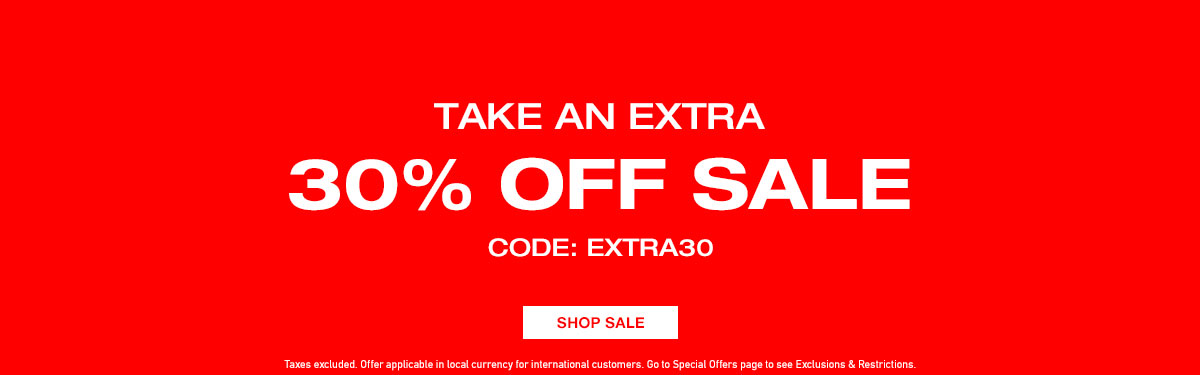 TAKE AN EXTRA
30% OFF SALE
CODE: EXTRA30
SHOP SALE
Taxes excluded. Offer applicable in local currency for international customers. Go to Special Offers page to see Exclusions & Restrictions.